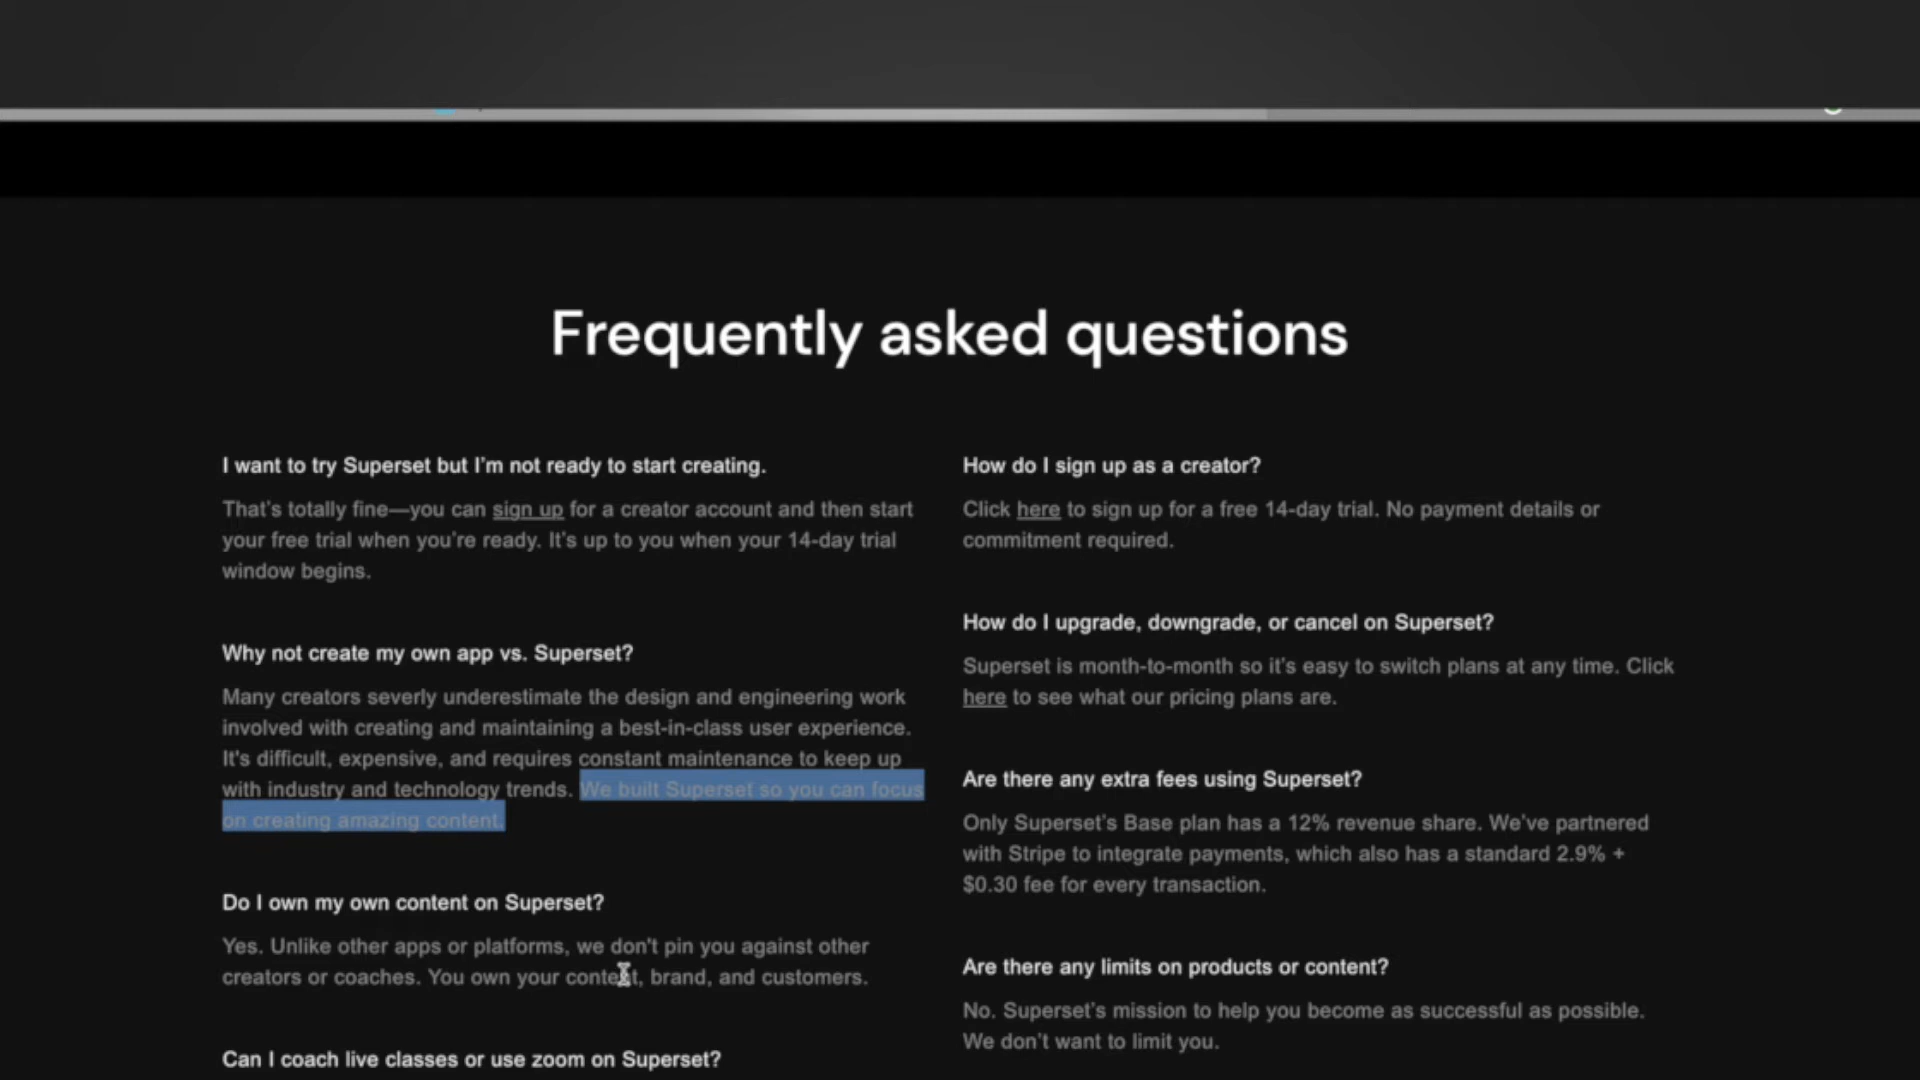 Frequently asked questions
I want to try Superset but I'm not ready to start creating.
That's totally fine—you can sign up for a creator account and then start
your free trial when you're ready. It's up to you when your 14-day trial
window begins.
Why not create my own app vs. Superset?
Many creators severly underestimate the design and engineering work
involved with creating and maintaining a best-in-class user experience.
It's difficult, expensive, and requires constant maintenance to keep up
with industry and technology trends. We built Superset so you can focus
on creating amazing content.
Do I own my own content on Superset?
Yes. Unlike other apps or platforms, we don't pin you against other
creators or coaches. You own your content, brand, and customers.
Can I coach live classes or use zoom on Superset?
How do I sign up as a creator?
Click here to sign up for a free 14-day trial. No payment details or
commitment required.
How do I upgrade, downgrade, or cancel on Superset?
Superset is month-to-month so it's easy to switch plans at any time. Click
here to see what our pricing plans are.
Are there any extra fees using Superset?
Only Superset's Base plan has a 12% revenue share. We've partnered
with Stripe to integrate payments, which also has a standard 2.9% +
$0.30 fee for every transaction.
Are there any limits on products or content?
No. Superset's mission to help you become as successful as possible.
We don't want to limit you.